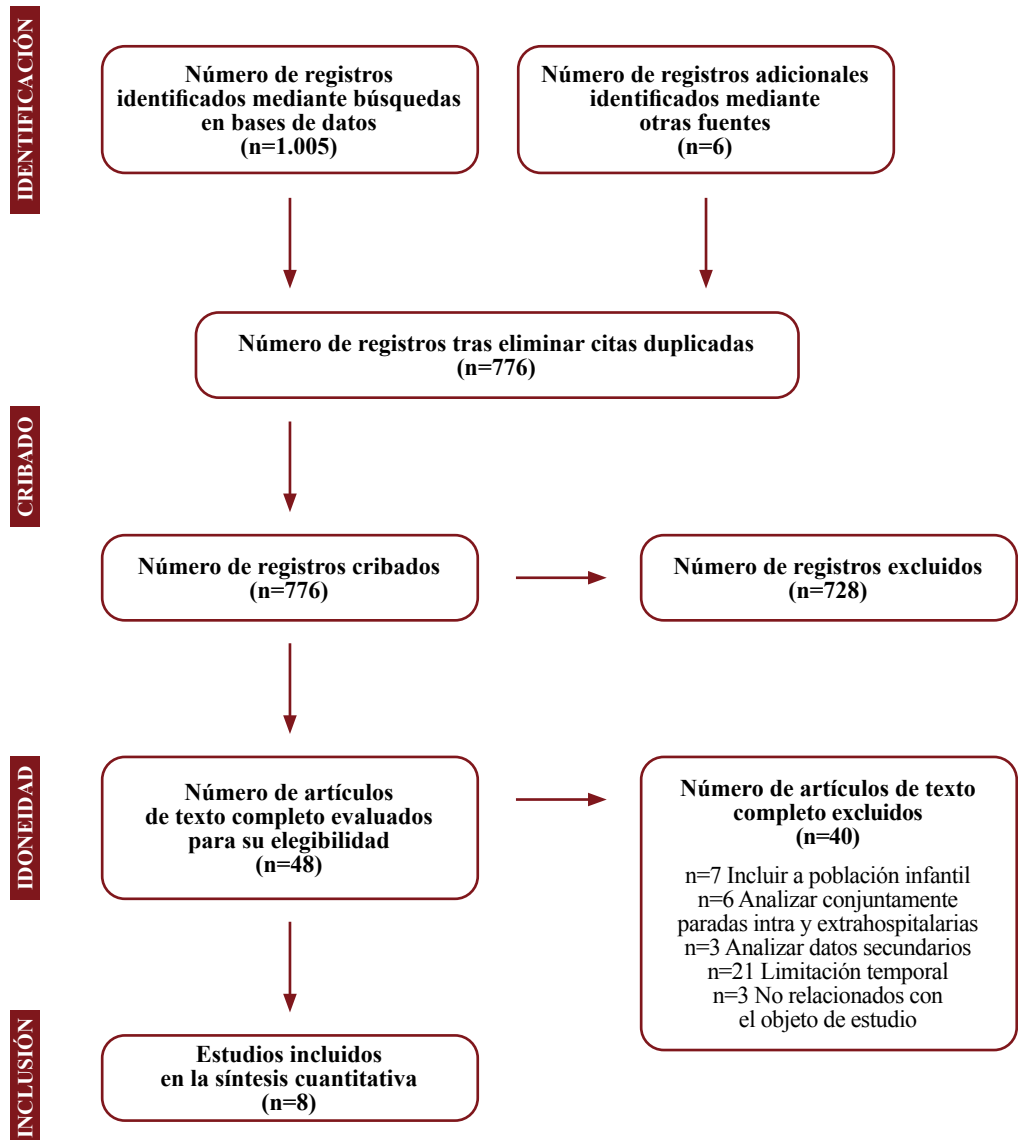 IDENTIFICACIÓN
Número de registros
identificados mediante búsquedas
en bases de datos
(n=1.005)
Número de registros adicionales
identificados mediante
otras fuentes
(n=6)
Número de registros tras eliminar citas duplicadas
(n=776)
CRIBADO
Número de registros cribados
(n=776)
Número de registros excluidos
(n=728)
IDONEIDAD
Número de artículos
de texto completo evaluados
para su elegibilidad
(n=48)
Número de artículos de texto
completo excluidos
(n=40)
n=7 Incluir a población infantil
n=6 Analizar conjuntamente
paradas intra y extrahospitalarias
n=3 Analizar datos secundarios
n=21 Limitación temporal
n=3 No relacionados con
el objeto de estudio
INCLUSIÓN
Estudios incluidos
en la síntesis cuantitativa
(n=8)